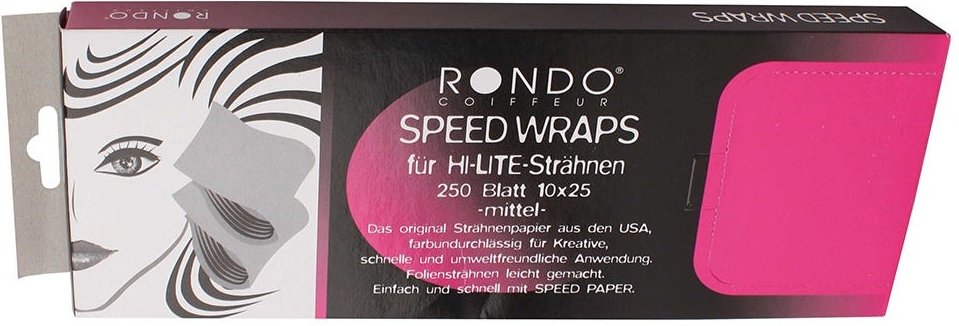 RONDO
COIFFEUR
SPEED WRAPS
RONDO®
COIFFEUR
SPEED WRAPS
für HI-LITE-Strähnen
250 Blatt 10x25
-mittel-
Das original Strähnenpapier aus den USA,
farbundurchlässig für Kreative,
schnelle und umweltfreundliche Anwendung.
Foliensträhnen leicht gemacht.
Einfach und schnell mit SPEED PAPER.